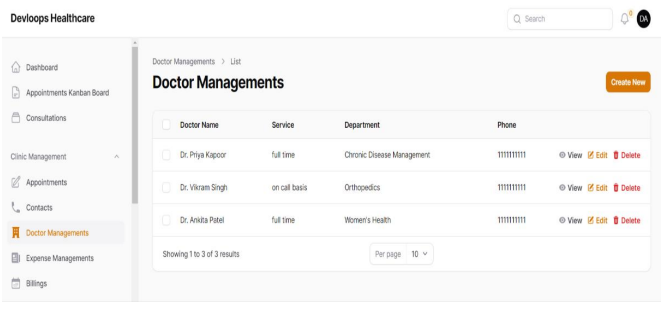 Devloops Healthcare
Search
0
DA
Dashboard
Appointments Kanban Board
Consultations
Clinic Management
Appointments
Contacts
Doctor Managements
Expense Managements
Billings
Doctor Managements > List
Doctor Managements
Create New
Doctor Name Service Department Phone
Dr. Priya Kapoor full time Chronic Disease Management 1111111111 View Edit Delete
Dr. Vikram Singh on call basis Orthopedics 1111111111 View Edit Delete
Dr. Ankita Patel full time Women's Health 1111111111 View Edit Delete
Showing 1 to 3 of 3 results Per page 10